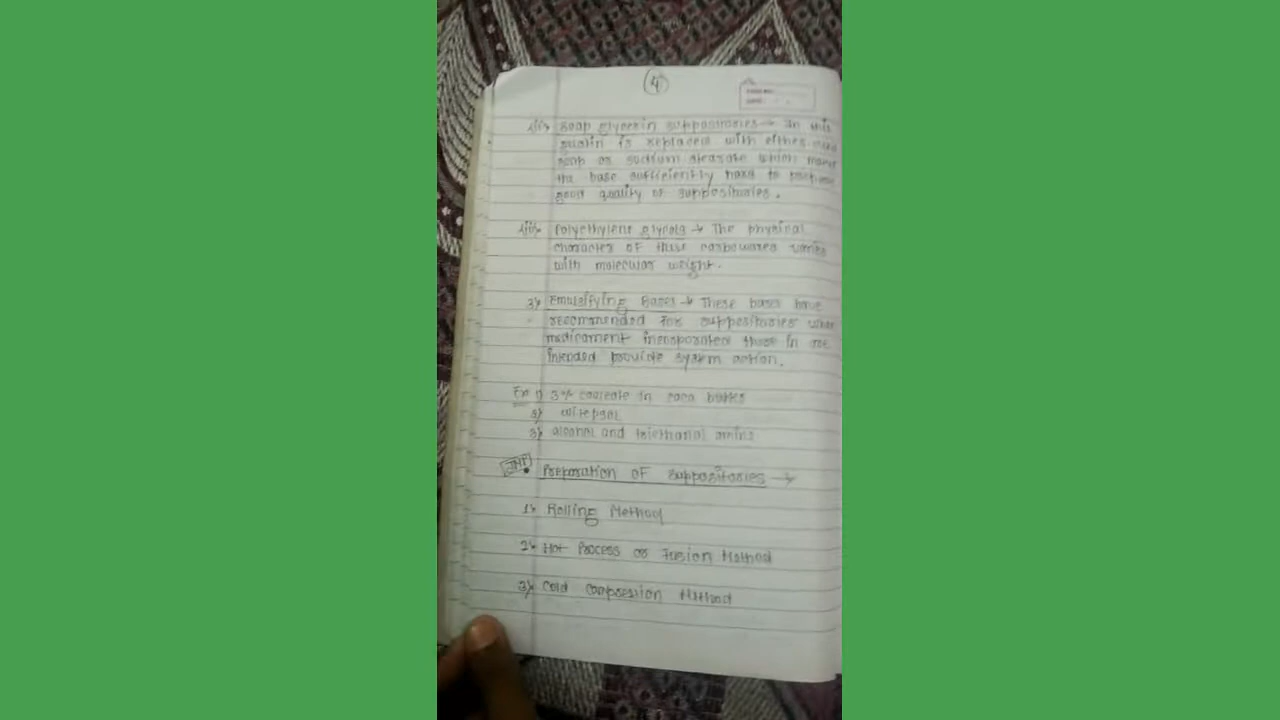 4
ii> Soap glycerin suppositories → In this
gelatin is replaced with either
soap or sodium stearate which make
the base sufficiently hard to
good quality of suppositories.
iii> Polyethylene glycols → The physical
character of these carbowaxes varies
with molecular weight.
3> Emulsifying Bases → These bases have
recommended for suppositories when
medicament incorporated in are
intended provide system action.
Ex 1> 3% in coco butter
2> witepsol
3> alcohol and triethanol amine
IMP. Preparation of Suppositories →
1> Rolling Method
2> Hot Process or Fusion Method
3> Cold Compression Method